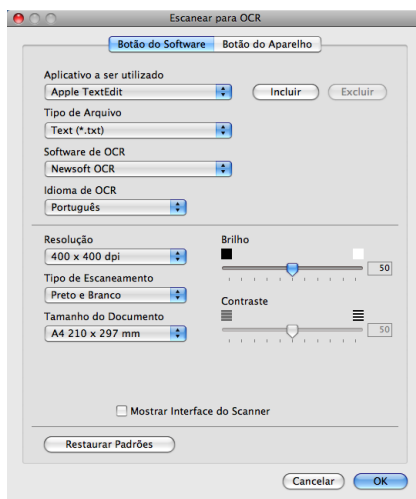 Escanear para OCR
Botão do Software Botão do Aparelho
Aplicativo a ser utilizado
Apple TextEdit Incluir Excluir
Tipo de Arquivo
Text (*.txt)
Software de OCR
Newsoft OCR
Idioma de OCR
Português
Resolução Brilho
400 x 400 dpi 50
Tipo de Escaneamento
Preto e Branco Contraste
Tamanho do Documento
A4 210 x 297 mm 50
Mostrar Interface do Scanner
Restaurar Padrões
Cancelar OK